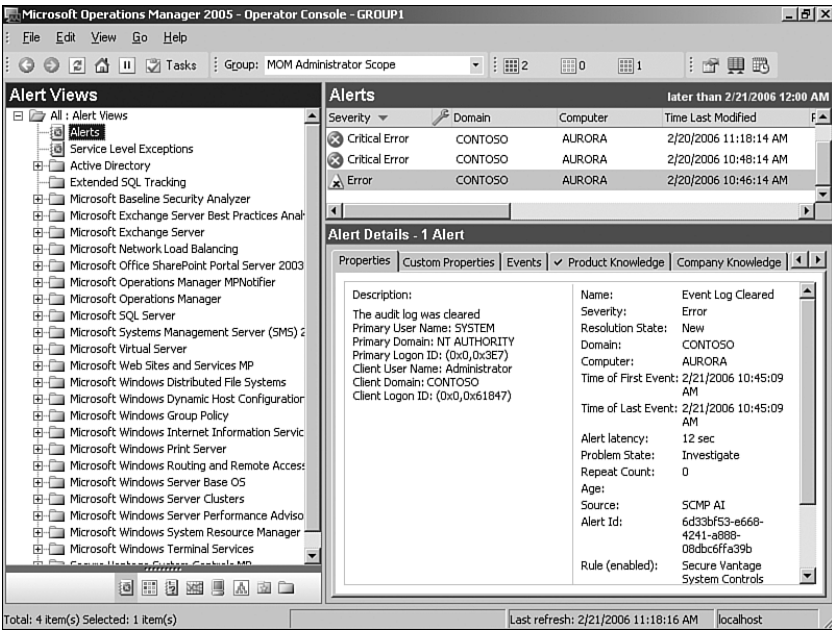 Microsoft Operations Manager 2005 - Operator Console - GROUP1
File Edit View Go Help
Tasks Group: MOM Administrator Scope 2 0 1
Alert Views
All : Alert Views
Alerts
Service Level Exceptions
Active Directory
Extended SQL Tracking
Microsoft Baseline Security Analyzer
Microsoft Exchange Server Best Practices Anal
Microsoft Exchange Server
Microsoft Network Load Balancing
Microsoft Office SharePoint Portal Server 2003
Microsoft Operations Manager MPNotifier
Microsoft Operations Manager
Microsoft SQL Server
Microsoft Systems Management Server (SMS) 2
Microsoft Virtual Server
Microsoft Web Sites and Services MP
Microsoft Windows Distributed File Systems
Microsoft Windows Dynamic Host Configuration
Microsoft Windows Group Policy
Microsoft Windows Internet Information Servic
Microsoft Windows Print Server
Microsoft Windows Routing and Remote Access
Microsoft Windows Server Base OS
Microsoft Windows Server Clusters
Microsoft Windows Server Performance Adviso
Microsoft Windows System Resource Manager
Microsoft Windows Terminal Services
Alerts later than 2/21/2006 12:00 AM
Severity Domain Computer Time Last Modified
Critical Error CONTOSO AURORA 2/20/2006 11:18:14 AM
Critical Error CONTOSO AURORA 2/20/2006 10:48:14 AM
Error CONTOSO AURORA 2/20/2006 10:46:14 AM
Alert Details - 1 Alert
Properties Custom Properties Events Product Knowledge Company Knowledge
Description:
The audit log was cleared
Primary User Name: SYSTEM
Primary Domain: NT AUTHORITY
Primary Logon ID: (0x0,0x3E7)
Client User Name: Administrator
Client Domain: CONTOSO
Client Logon ID: (0x0,0x61847)
Name: Event Log Cleared
Severity: Error
Resolution State: New
Domain: CONTOSO
Computer: AURORA
Time of First Event: 2/21/2006 10:45:09
AM
Time of Last Event: 2/21/2006 10:45:09
AM
Alert latency: 12 sec
Problem State: Investigate
Repeat Count: 0
Age:
Source: SCMP AI
Alert Id: 6d33bf53-e668-
4241-a888-
08dbc6ffa39b
Rule (enabled): Secure Vantage
System Controls
Total: 4 item(s) Selected: 1 item(s)
Last refresh: 2/21/2006 11:18:16 AM
localhost